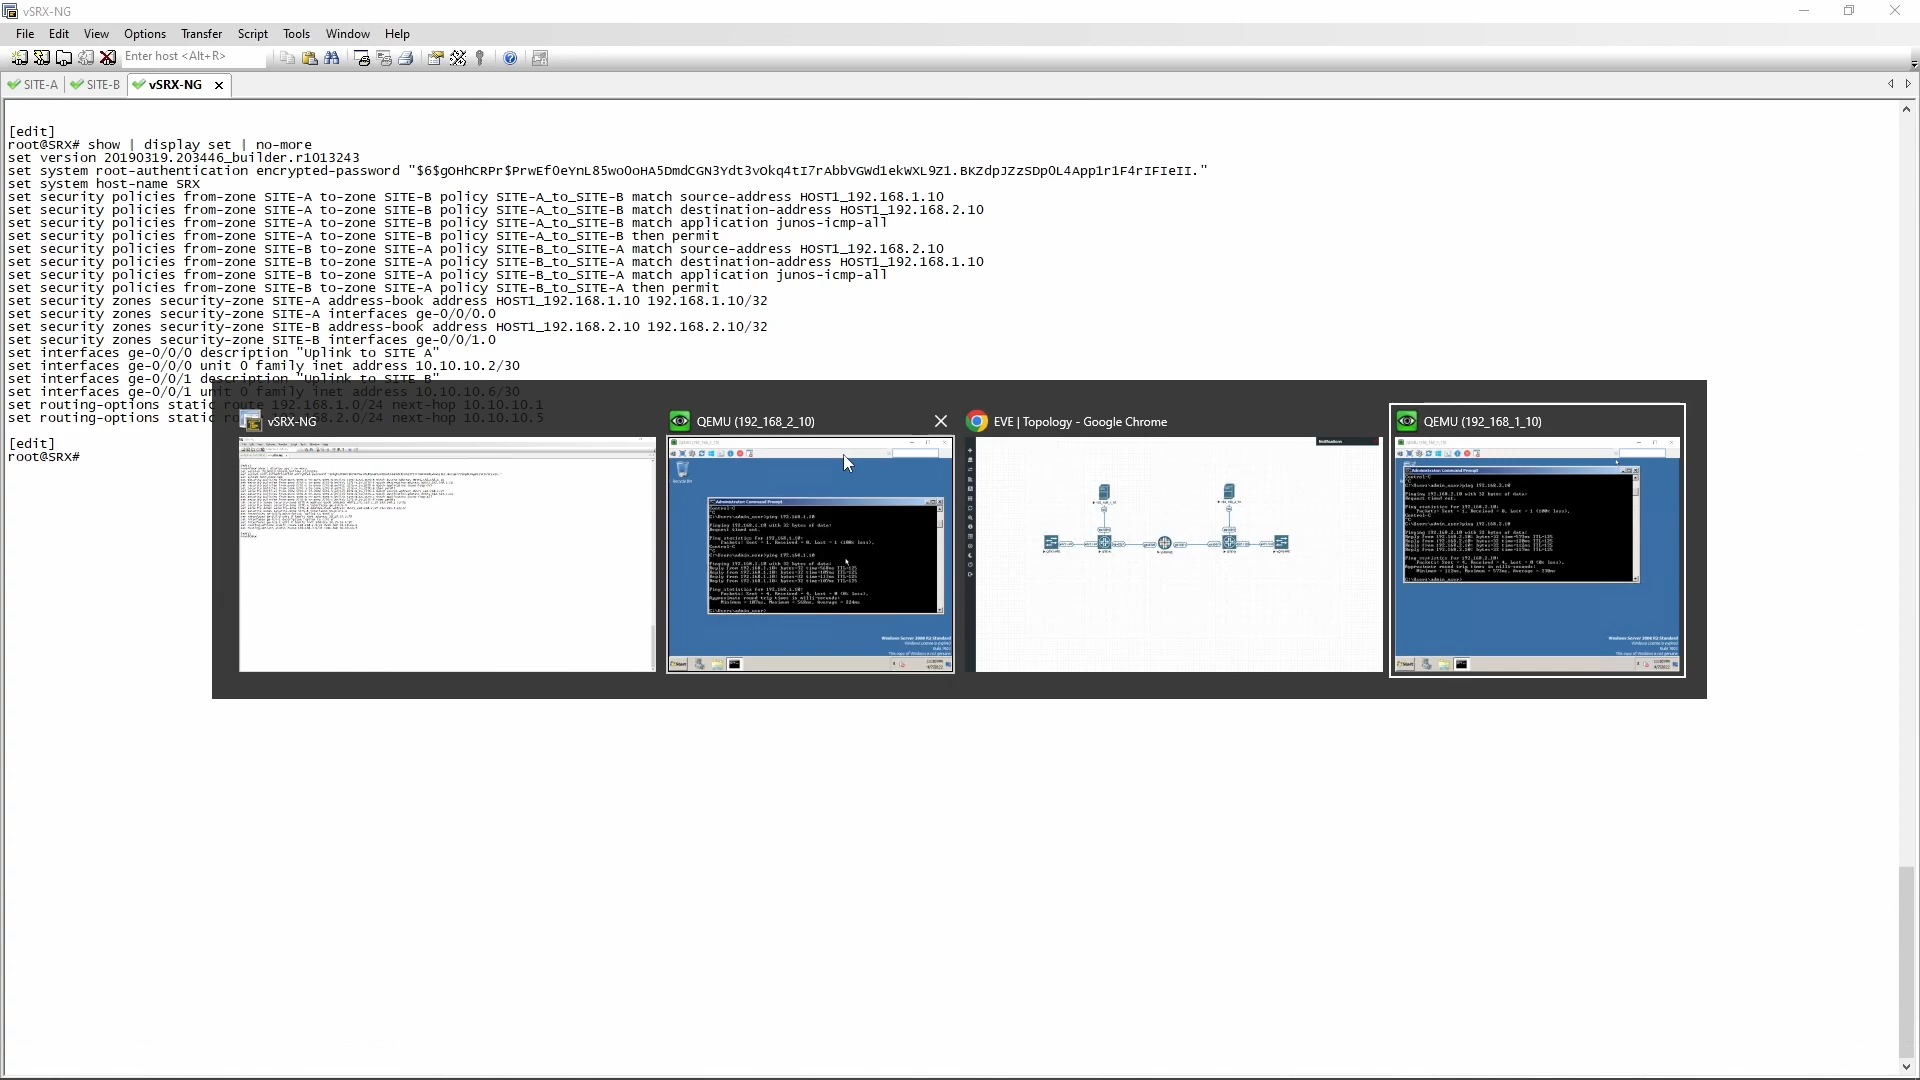 vSRX-NG
File Edit View Options Transfer Script Tools Window Help
Enter host <Alt+R>
SITE-A SITE-B vSRX-NG
[edit]
root@SRX# show | display set | no-more
set version 20190319.203446_builder.r1013243
set system root-authentication encrypted-password "$6$gOHhCRPr$PrwEfOeYnL85woOoHA5DmdCGN3Ydt3vOkq4tI7rAbbVGWd1ekWXL9Z1.BKZdpJZzSDpOL4App1r1F4rIFIeII."
set system host-name SRX
set security policies from-zone SITE-A to-zone SITE-B policy SITE-A_to_SITE-B match source-address HOST1_192.168.1.10
set security policies from-zone SITE-A to-zone SITE-B policy SITE-A_to_SITE-B match destination-address HOST1_192.168.2.10
set security policies from-zone SITE-A to-zone SITE-B policy SITE-A_to_SITE-B match application junos-icmp-all
set security policies from-zone SITE-A to-zone SITE-B policy SITE-A_to_SITE-B then permit
set security policies from-zone SITE-B to-zone SITE-A policy SITE-B_to_SITE-A match source-address HOST1_192.168.2.10
set security policies from-zone SITE-B to-zone SITE-A policy SITE-B_to_SITE-A match destination-address HOST1_192.168.1.10
set security policies from-zone SITE-B to-zone SITE-A policy SITE-B_to_SITE-A match application junos-icmp-all
set security policies from-zone SITE-B to-zone SITE-A policy SITE-B_to_SITE-A then permit
set security zones security-zone SITE-A address-book address HOST1_192.168.1.10 192.168.1.10/32
set security zones security-zone SITE-A interfaces ge-0/0/0.0
set security zones security-zone SITE-B address-book address HOST1_192.168.2.10 192.168.2.10/32
set security zones security-zone SITE-B interfaces ge-0/0/1.0
set interfaces ge-0/0/0 description "Uplink to SITE A"
set interfaces ge-0/0/0 unit 0 family inet address 10.10.10.2/30
set interfaces ge-0/0/1 description "Uplink to SITE B"
set interfaces ge-0/0/1 unit 0 family inet address 10.10.10.6/30
set routing-options static route 192.168.1.0/24 next-hop 10.10.10.1
set routing-options static route 192.168.2.0/24 next-hop 10.10.10.5
[edit]
root@SRX#
vSRX-NG
QEMU (192_168_2_10)
EVE | Topology - Google Chrome
QEMU (192_168_1_10)